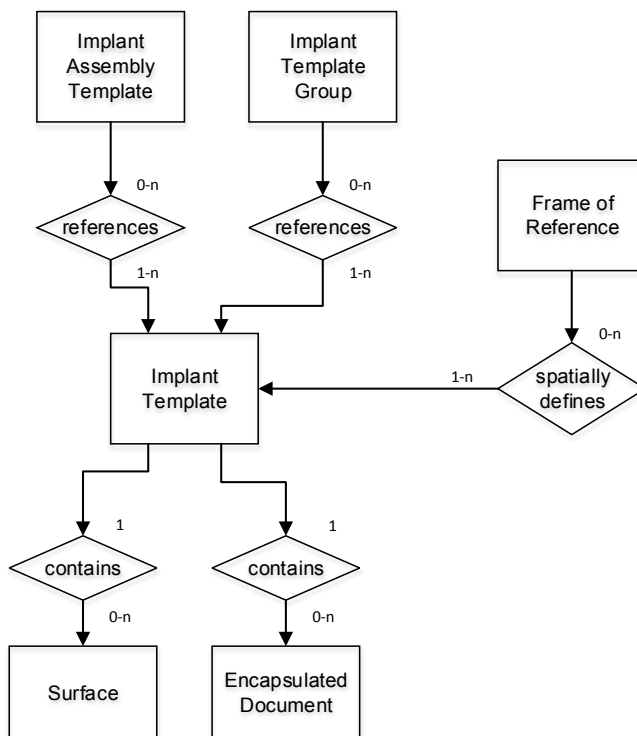 Implant
Assembly
Template
Implant
Template
Group
0-n
0-n
Frame of
Reference
references
references
1-n
1-n
0-n
Implant
Template
1-n
spatially
defines
1
1
contains
contains
0-n
0-n
Surface
Encapsulated
Document